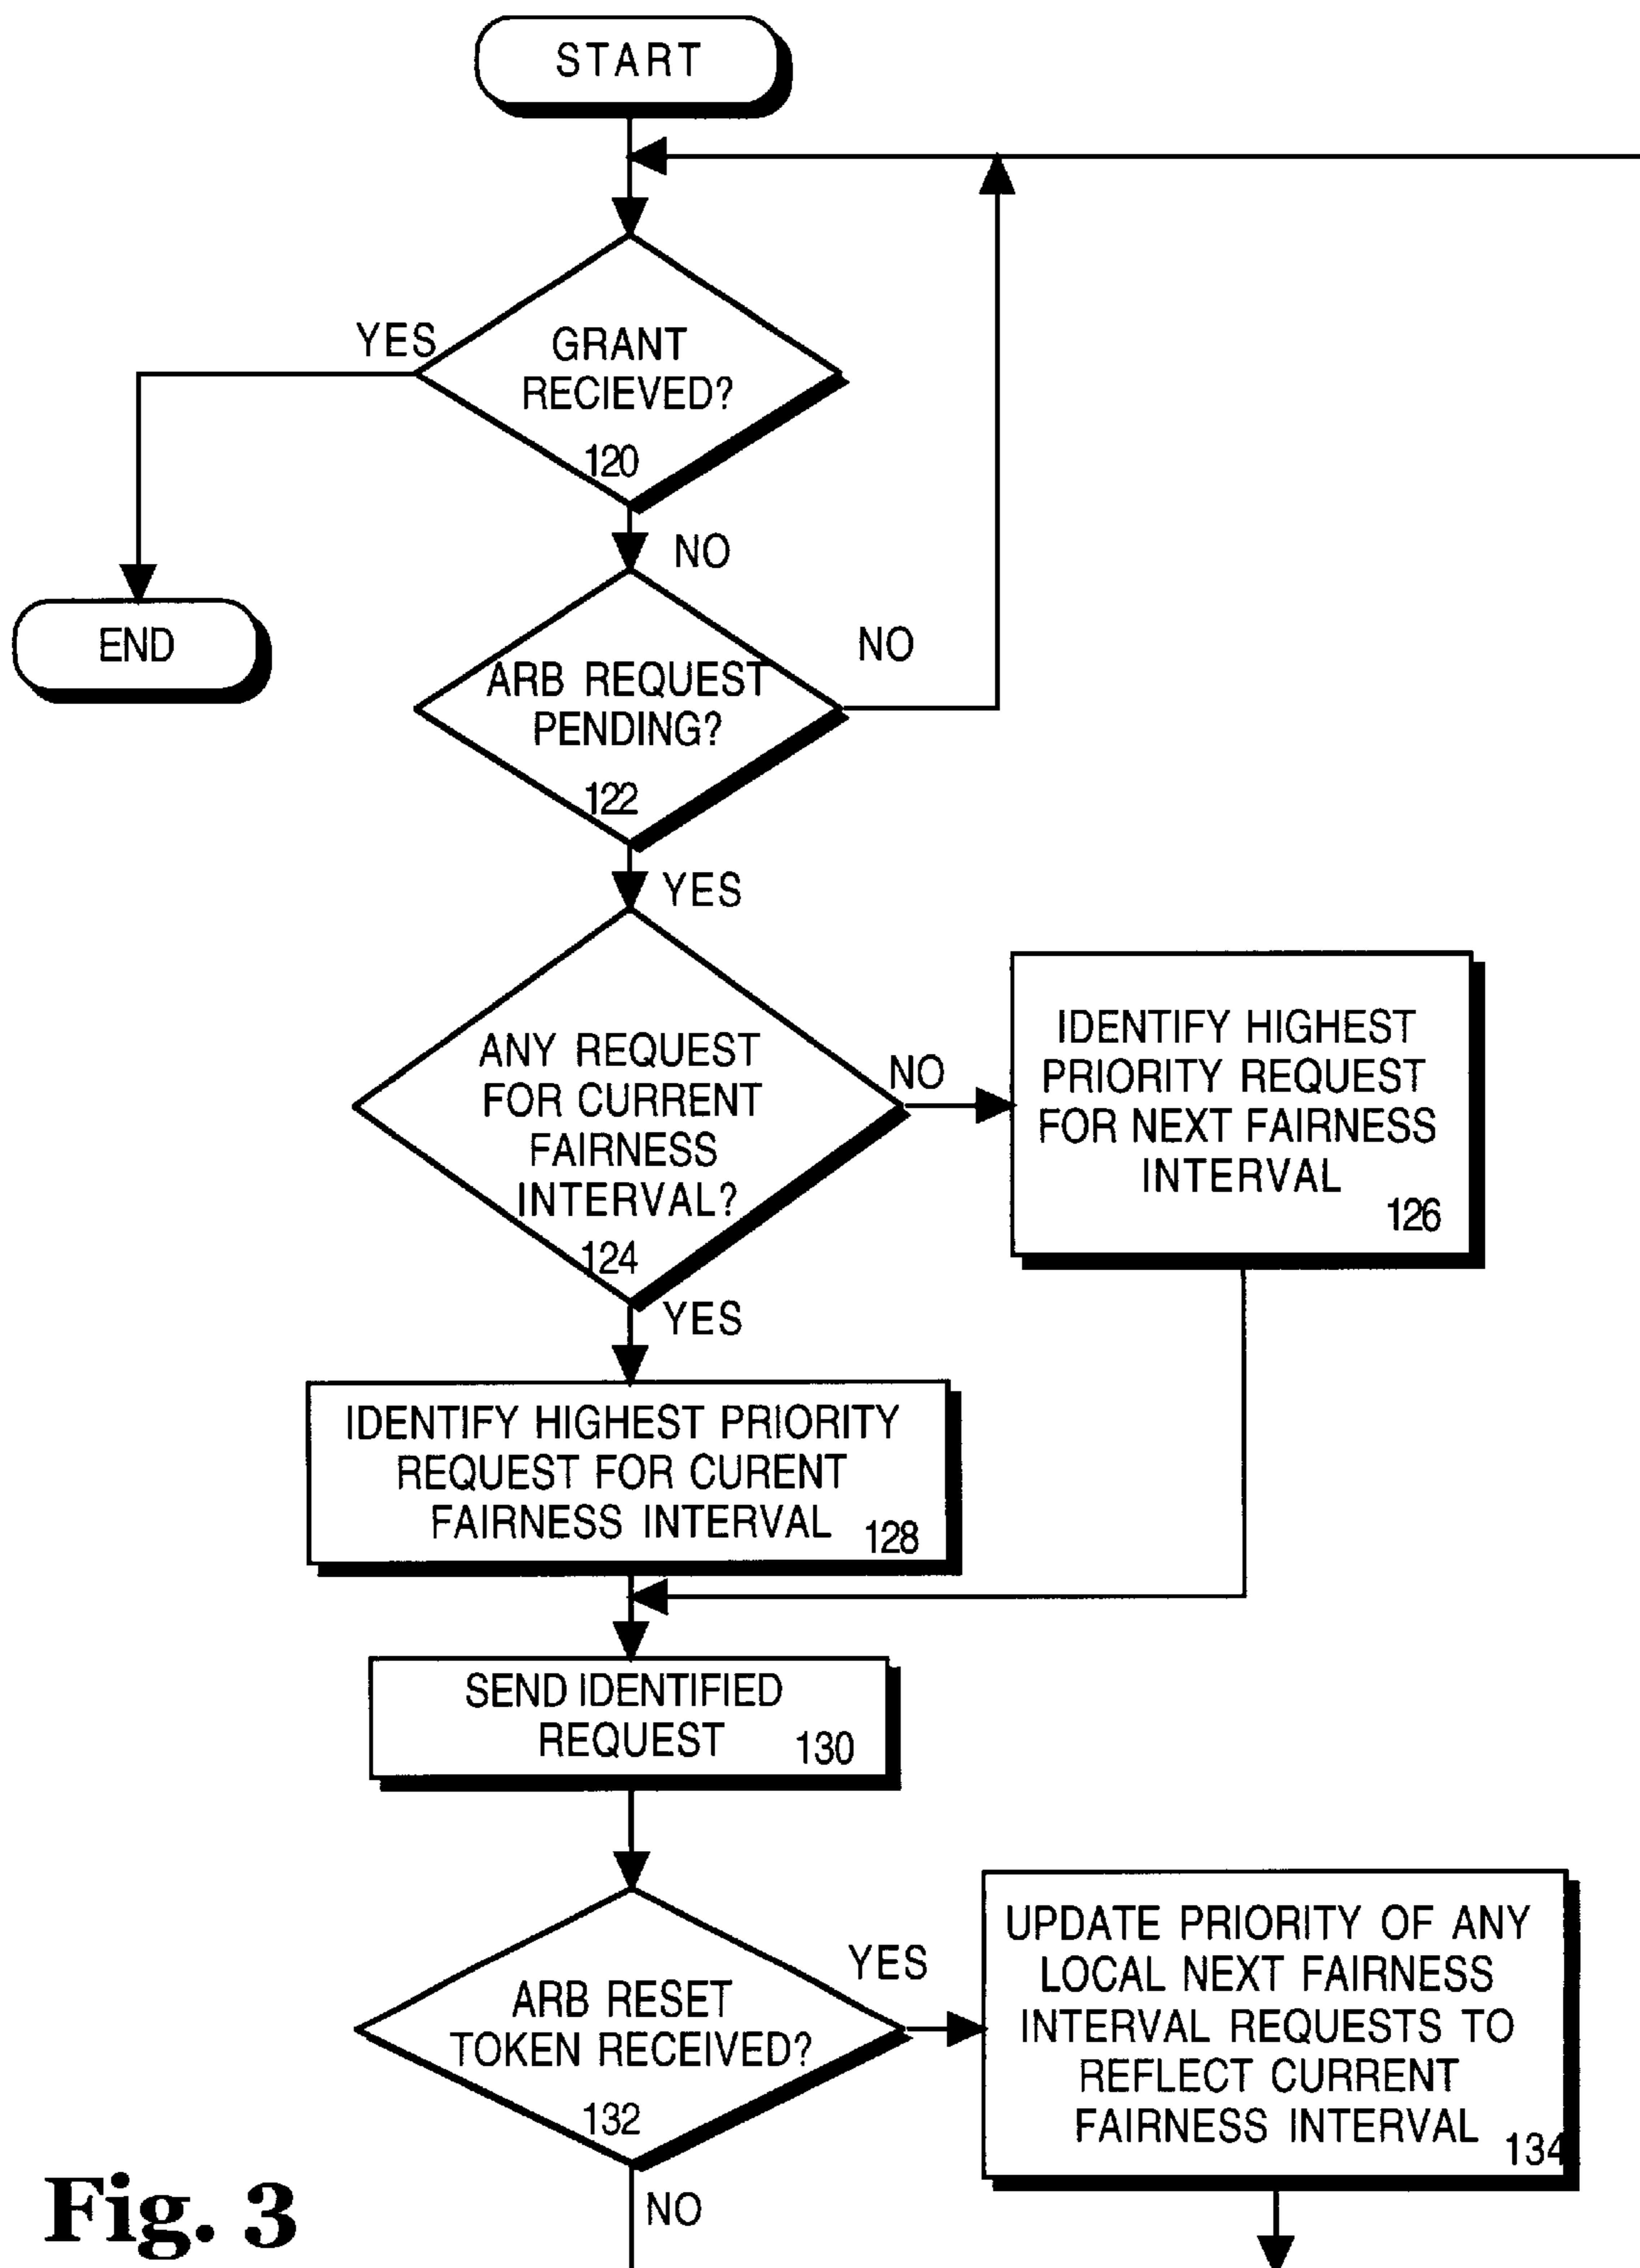 START
YES
GRANT
RECIEVED?
120
NO
END
NO
ARB REQUEST
PENDING?
122
YES
ANY REQUEST
FOR CURRENT
FAIRNESS
INTERVAL?
124
NO
IDENTIFY HIGHEST
PRIORITY REQUEST
FOR NEXT FAIRNESS
INTERVAL
126
YES
IDENTIFY HIGHEST PRIORITY
REQUEST FOR CURENT
FAIRNESS INTERVAL
128
SEND IDENTIFIED
REQUEST
130
ARB RESET
TOKEN RECEIVED?
132
YES
UPDATE PRIORITY OF ANY
LOCAL NEXT FAIRNESS
INTERVAL REQUESTS TO
REFLECT CURRENT
FAIRNESS INTERVAL
134
NO
Fig. 3